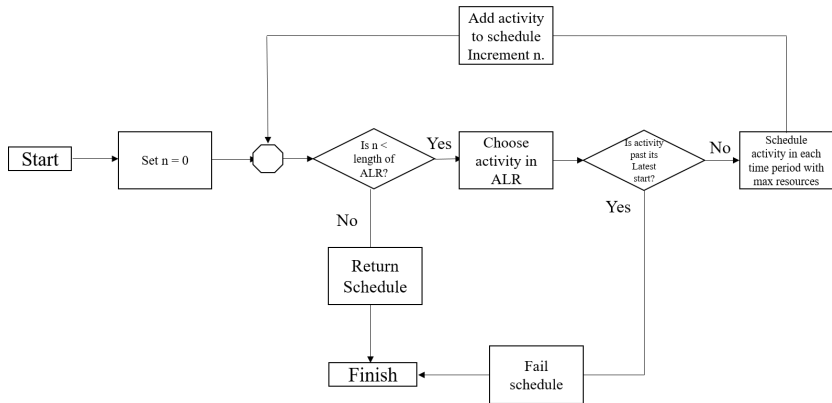 Add activity
to schedule
Increment n.
Start
Set n = 0
Is n <
length of
ALR?
Yes
Choose
activity in
ALR
Is activity
past its
Latest
start?
No
Schedule
activity in each
time period with
max resources
No
Yes
Return
Schedule
Finish
Fail
schedule